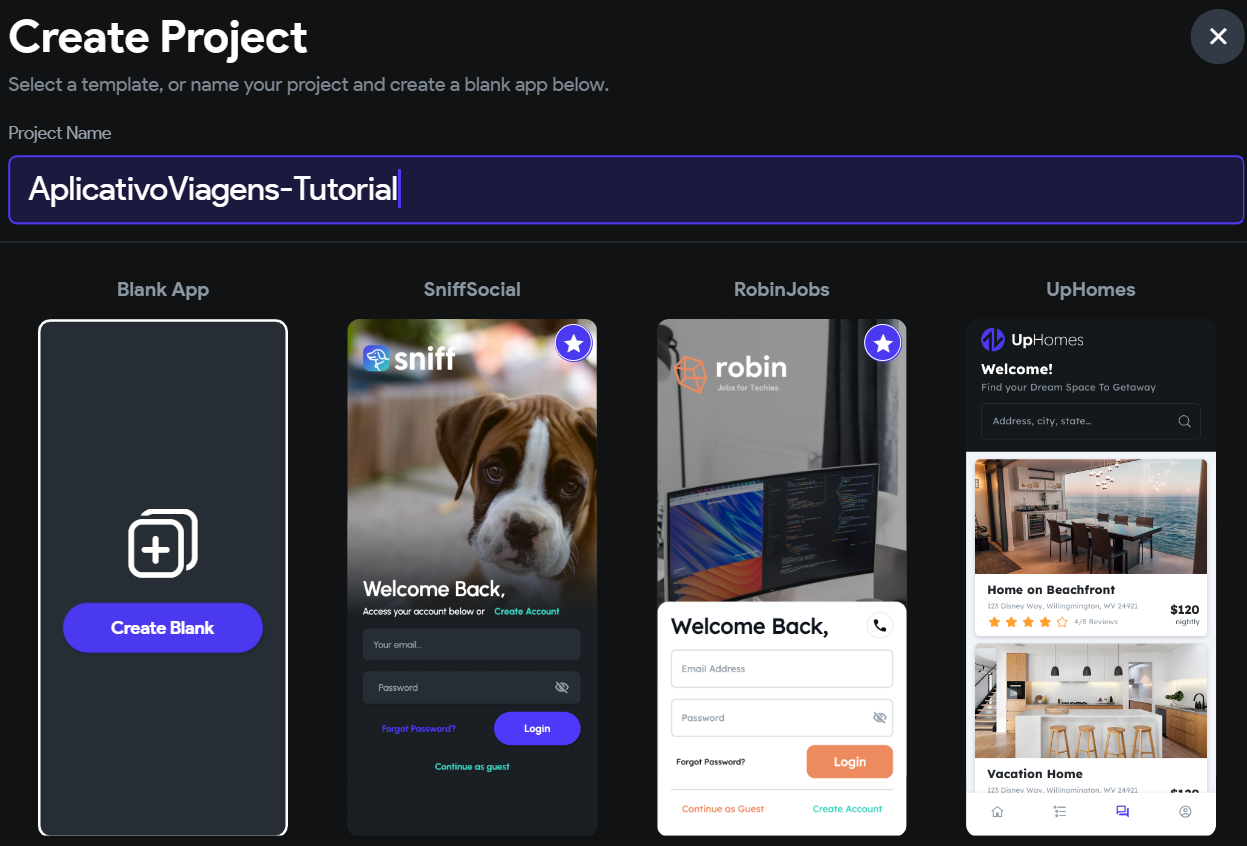 Create Project
Select a template, or name your project and create a blank app below.
Project Name
AplicativoViagens-Tutorial
Blank App
Create Blank
SniffSocial
sniff
Welcome Back,
Access your account below or Create Account
Your email...
Password
Forgot Password?
Login
Continue as guest
RobinJobs
robin
Jobs for Techies
Welcome Back,
Email Address
Password
Forgot Password?
Login
Continue as Guest
Create Account
UpHomes
UpHomes
Welcome!
Find your Dream Space To Getaway
Address, city, state...
Home on Beachfront
123 Disney Way, Willingmington, WV 24921
$120
4/5 Reviews
nightly
Vacation Home
123 Disney Way, Willingmington, WV 24921
$120